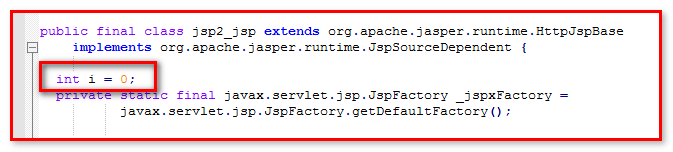 public final class jsp2_jsp extends org.apache.jasper.runtime.HttpJspBase
implements org.apache.jasper.runtime.JspSourceDependent {
int i = 0;
private static final javax.servlet.jsp.JspFactory _jspxFactory =
javax.servlet.jsp.JspFactory.getDefaultFactory();